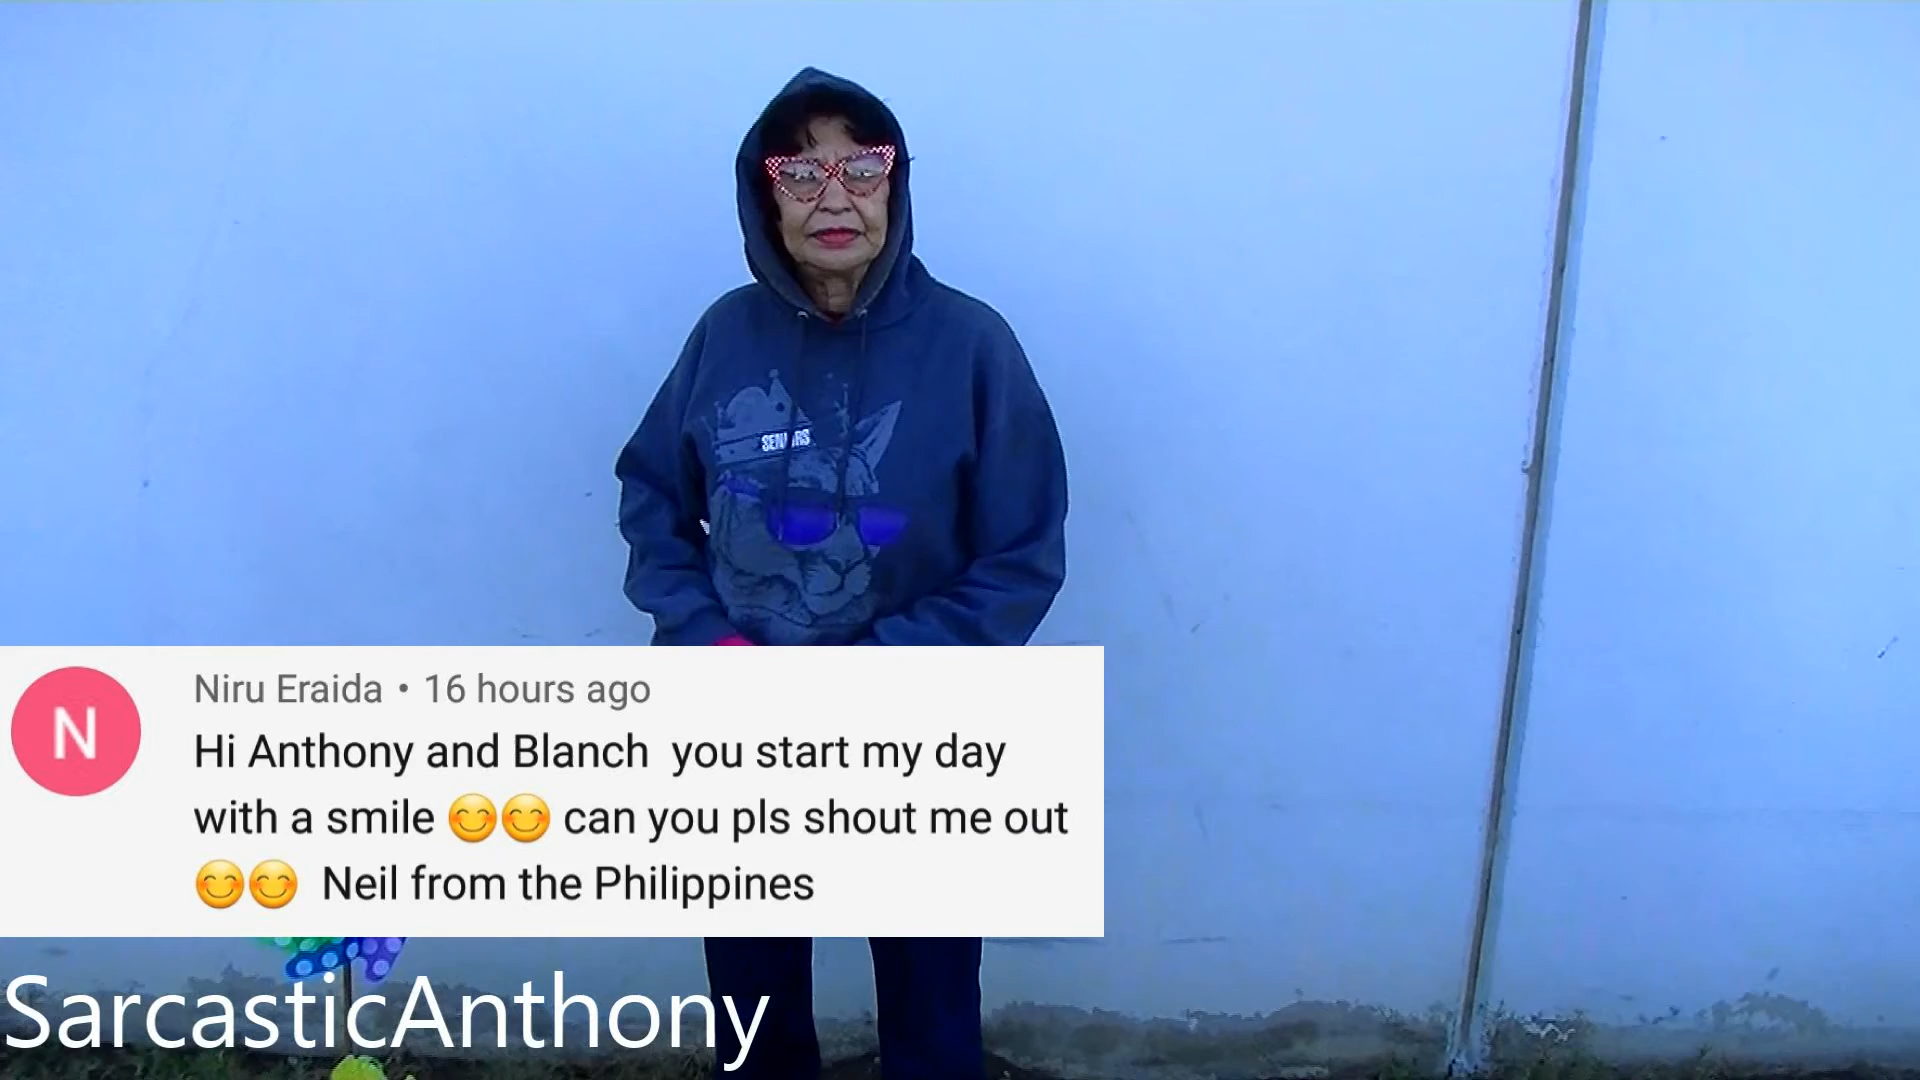 SENIORS
N
Niru Eraida • 16 hours ago
Hi Anthony and Blanch you start my day
with a smile 😊😊 can you pls shout me out
😊😊 Neil from the Philippines
SarcasticAnthony